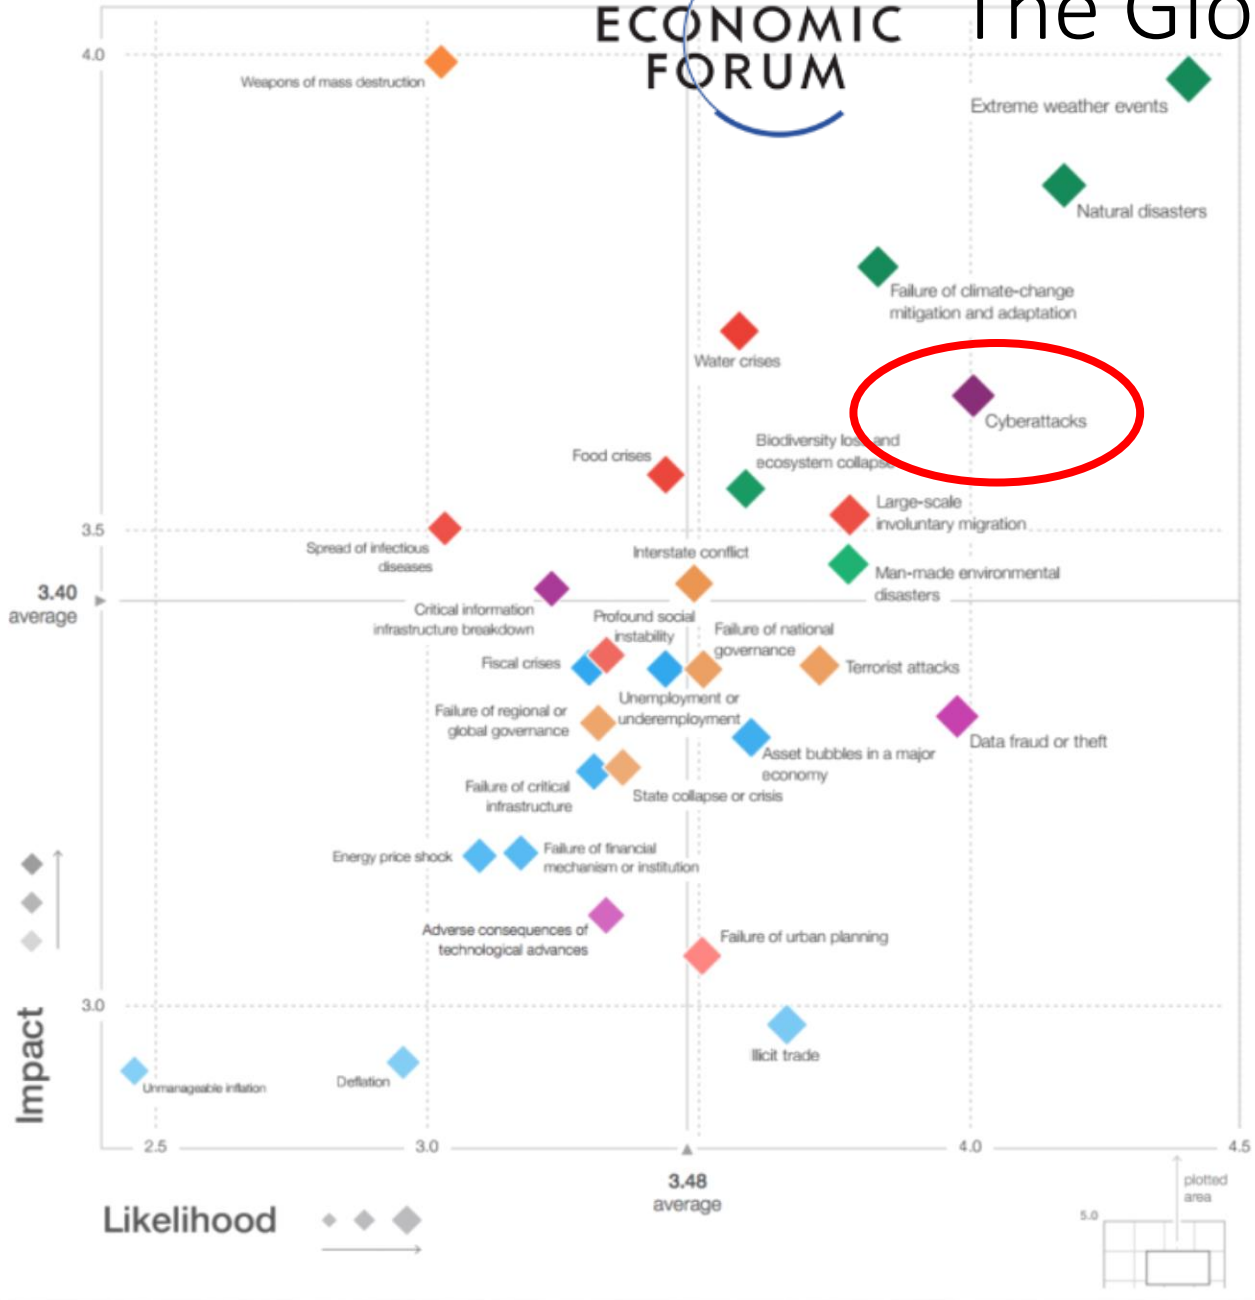 ECONOMIC
FORUM
The Glo
4.0
Weapons of mass destruction
Extreme weather events
Natural disasters
Failure of climate-change
mitigation and adaptation
Water crises
Cyberattacks
Biodiversity loss and
ecosystem collapse
Food crises
Large-scale
involuntary migration
3.5
Spread of infectious
diseases
Interstate conflict
Man-made environmental
disasters
3.40
average
Critical information
infrastructure breakdown
Profound social
instability
Failure of national
governance
Fiscal crises
Terrorist attacks
Unemployment or
underemployment
Failure of regional or
global governance
Data fraud or theft
Asset bubbles in a major
economy
Failure of critical
infrastructure
State collapse or crisis
Energy price shock
Failure of financial
mechanism or institution
Adverse consequences of
technological advances
Failure of urban planning
3.0
Impact
Illicit trade
Unmanageable inflation
Deflation
2.5
3.0
4.0
4.5
3.48
average
Likelihood
plotted
area
5.0